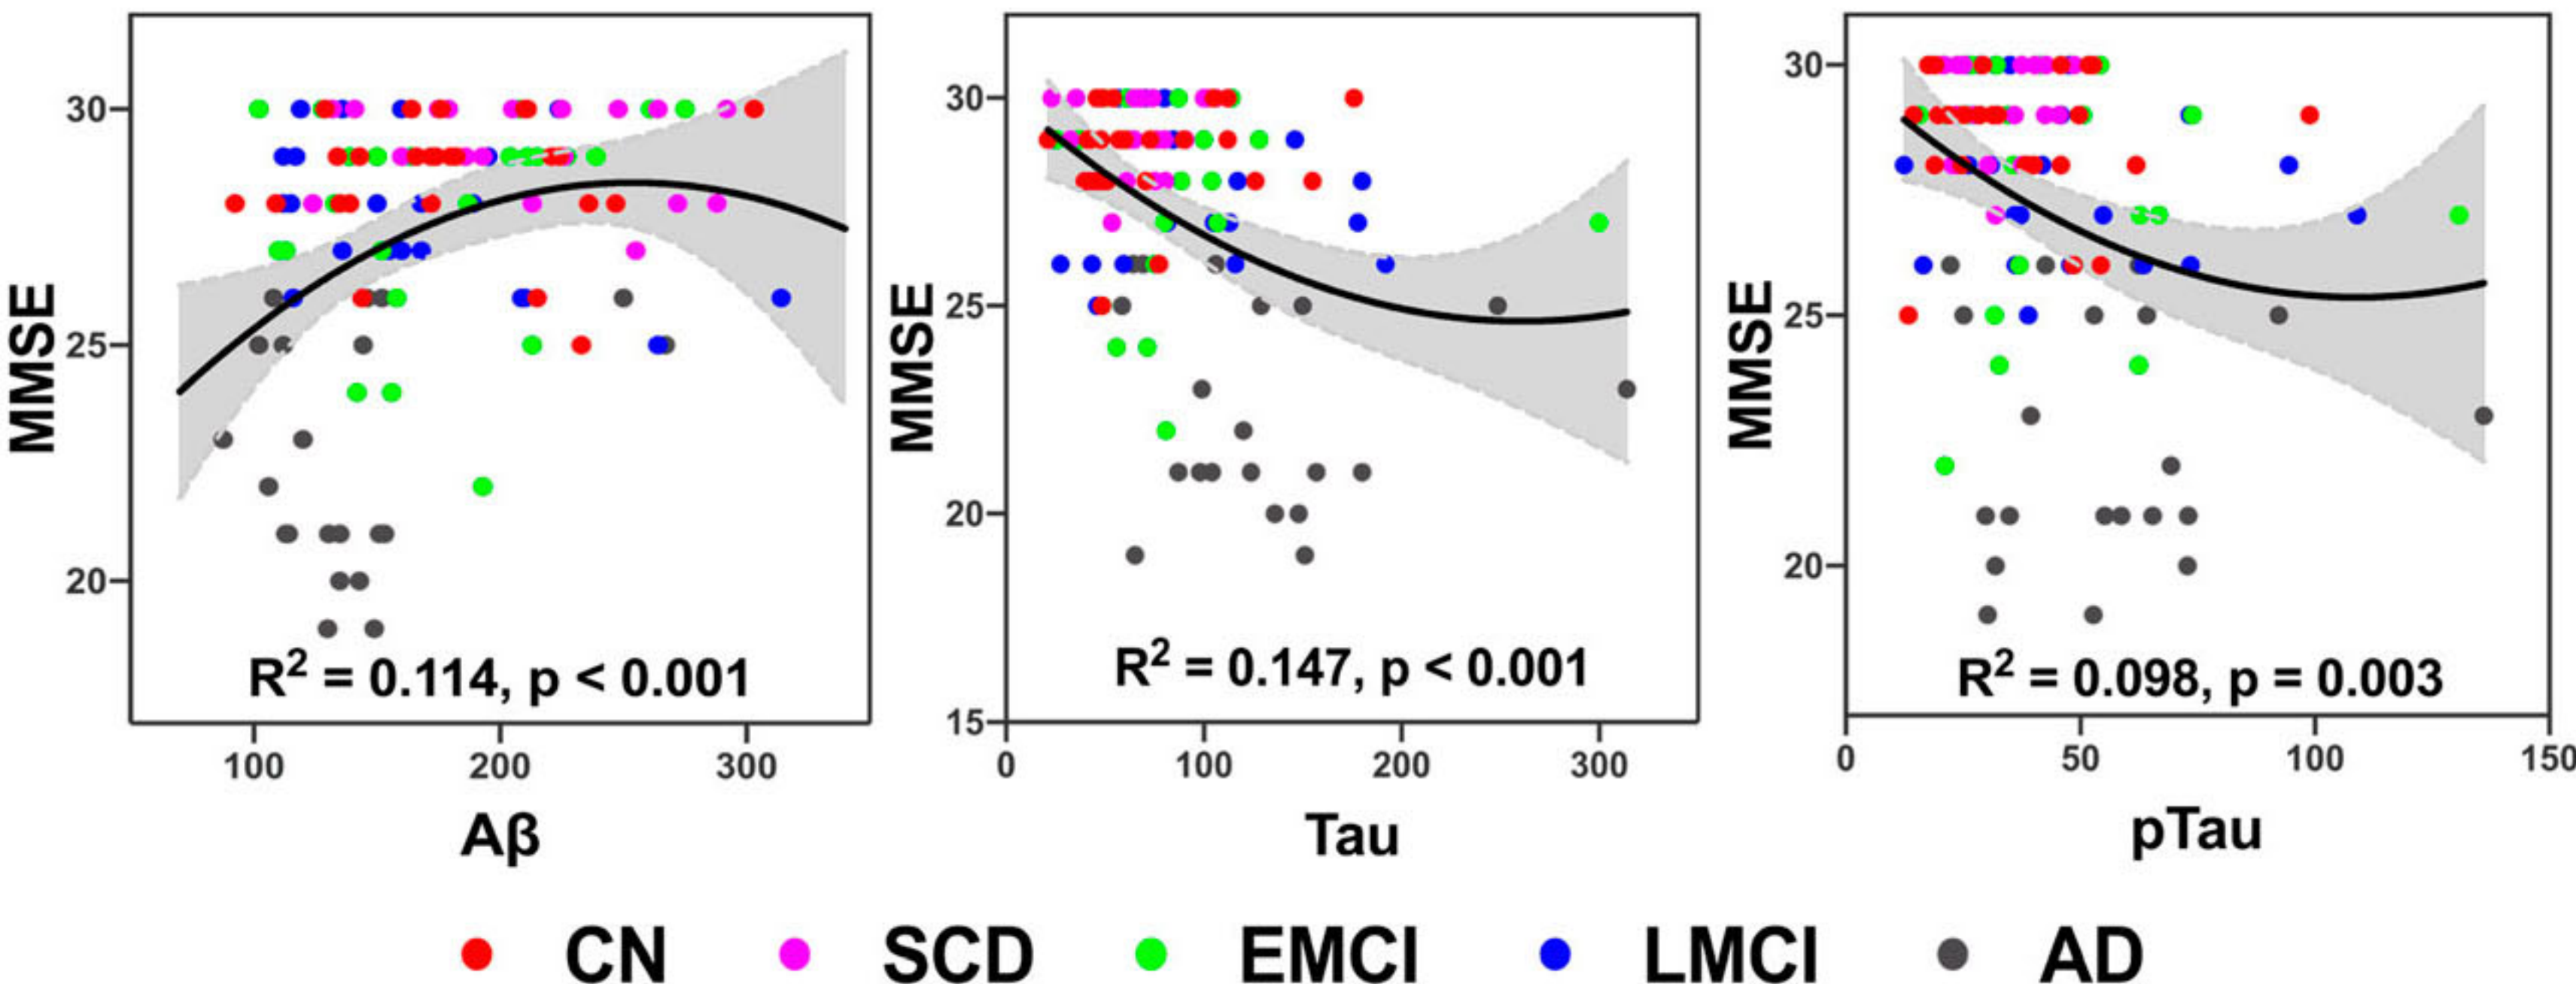 MMSE
30
25
20
R² = 0.114, p < 0.001
100 200 300
Aβ
MMSE
30
25
20
15
R² = 0.147, p < 0.001
0 100 200 300
Tau
MMSE
30
25
20
R² = 0.098, p = 0.003
0 50 100 150
pTau
CN SCD EMCI LMCI AD